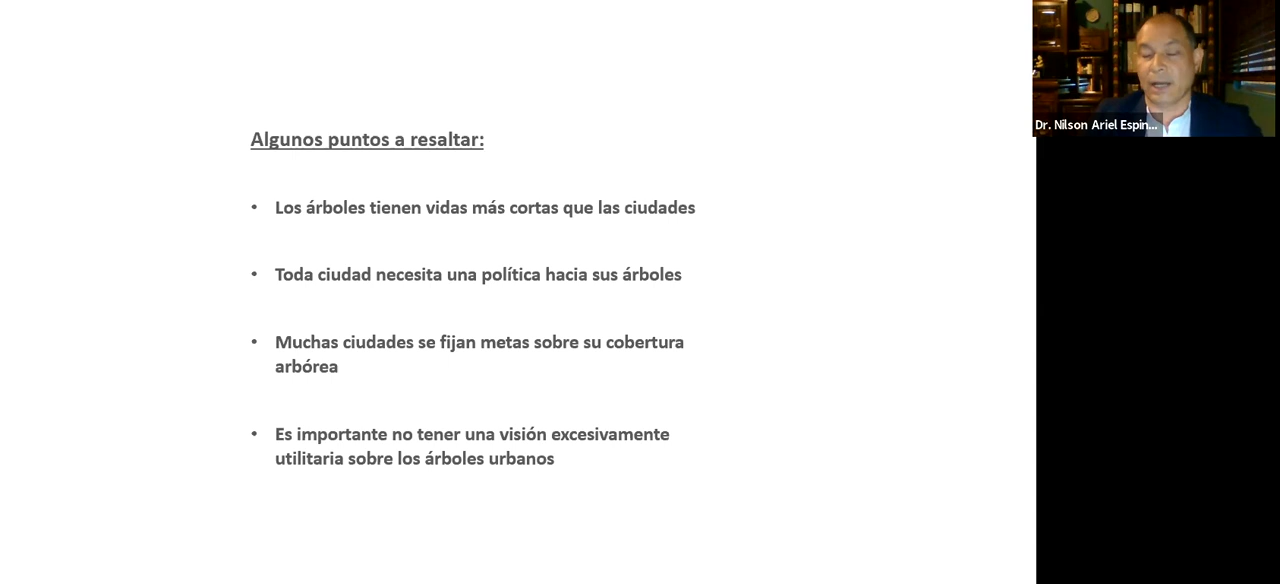 Algunos puntos a resaltar:
• Los árboles tienen vidas más cortas que las ciudades
• Toda ciudad necesita una política hacia sus árboles
• Muchas ciudades se fijan metas sobre su cobertura
arbórea
• Es importante no tener una visión excesivamente
utilitaria sobre los árboles urbanos
Dr. Nilson Ariel Espin...